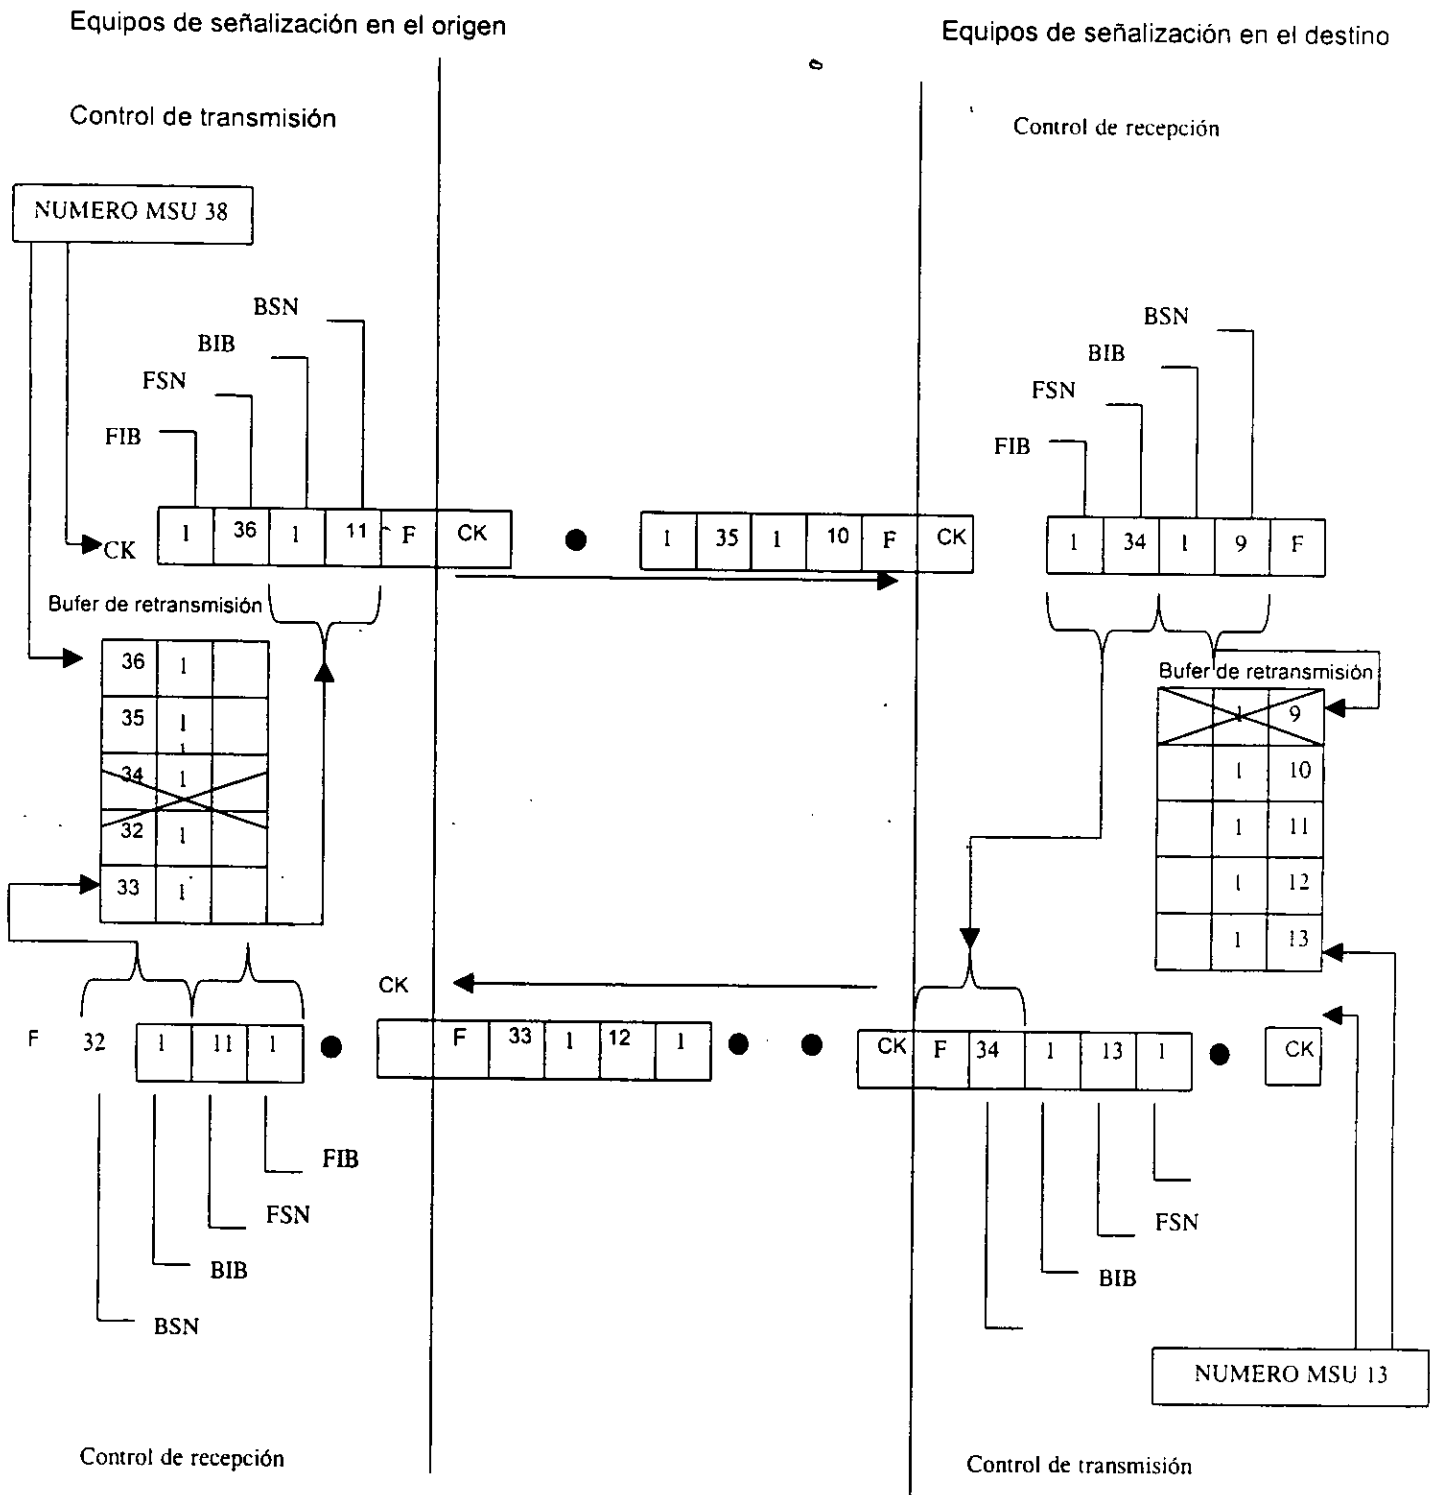 Equipos de señalización en el origen
Equipos de señalización en el destino
Control de transmisión
Control de recepción
NUMERO MSU 38
BSN
BIB
FSN
FIB
BSN
BIB
FSN
FIB
CK 1 36 1 11 F CK
1 35 1 10 F CK
1 34 1 9 F
Bufer de retransmisión
36 1
35 1
1
34 1
32 1
33 1
Bufer de retransmisión
1 9
1 10
1 11
1 12
1 13
CK
F 32 1 11 1
F 33 1 12 1
CK F 34 1 13 1
CK
FIB
FSN
BIB
BSN
FSN
BIB
NUMERO MSU 13
Control de recepción
Control de transmisión